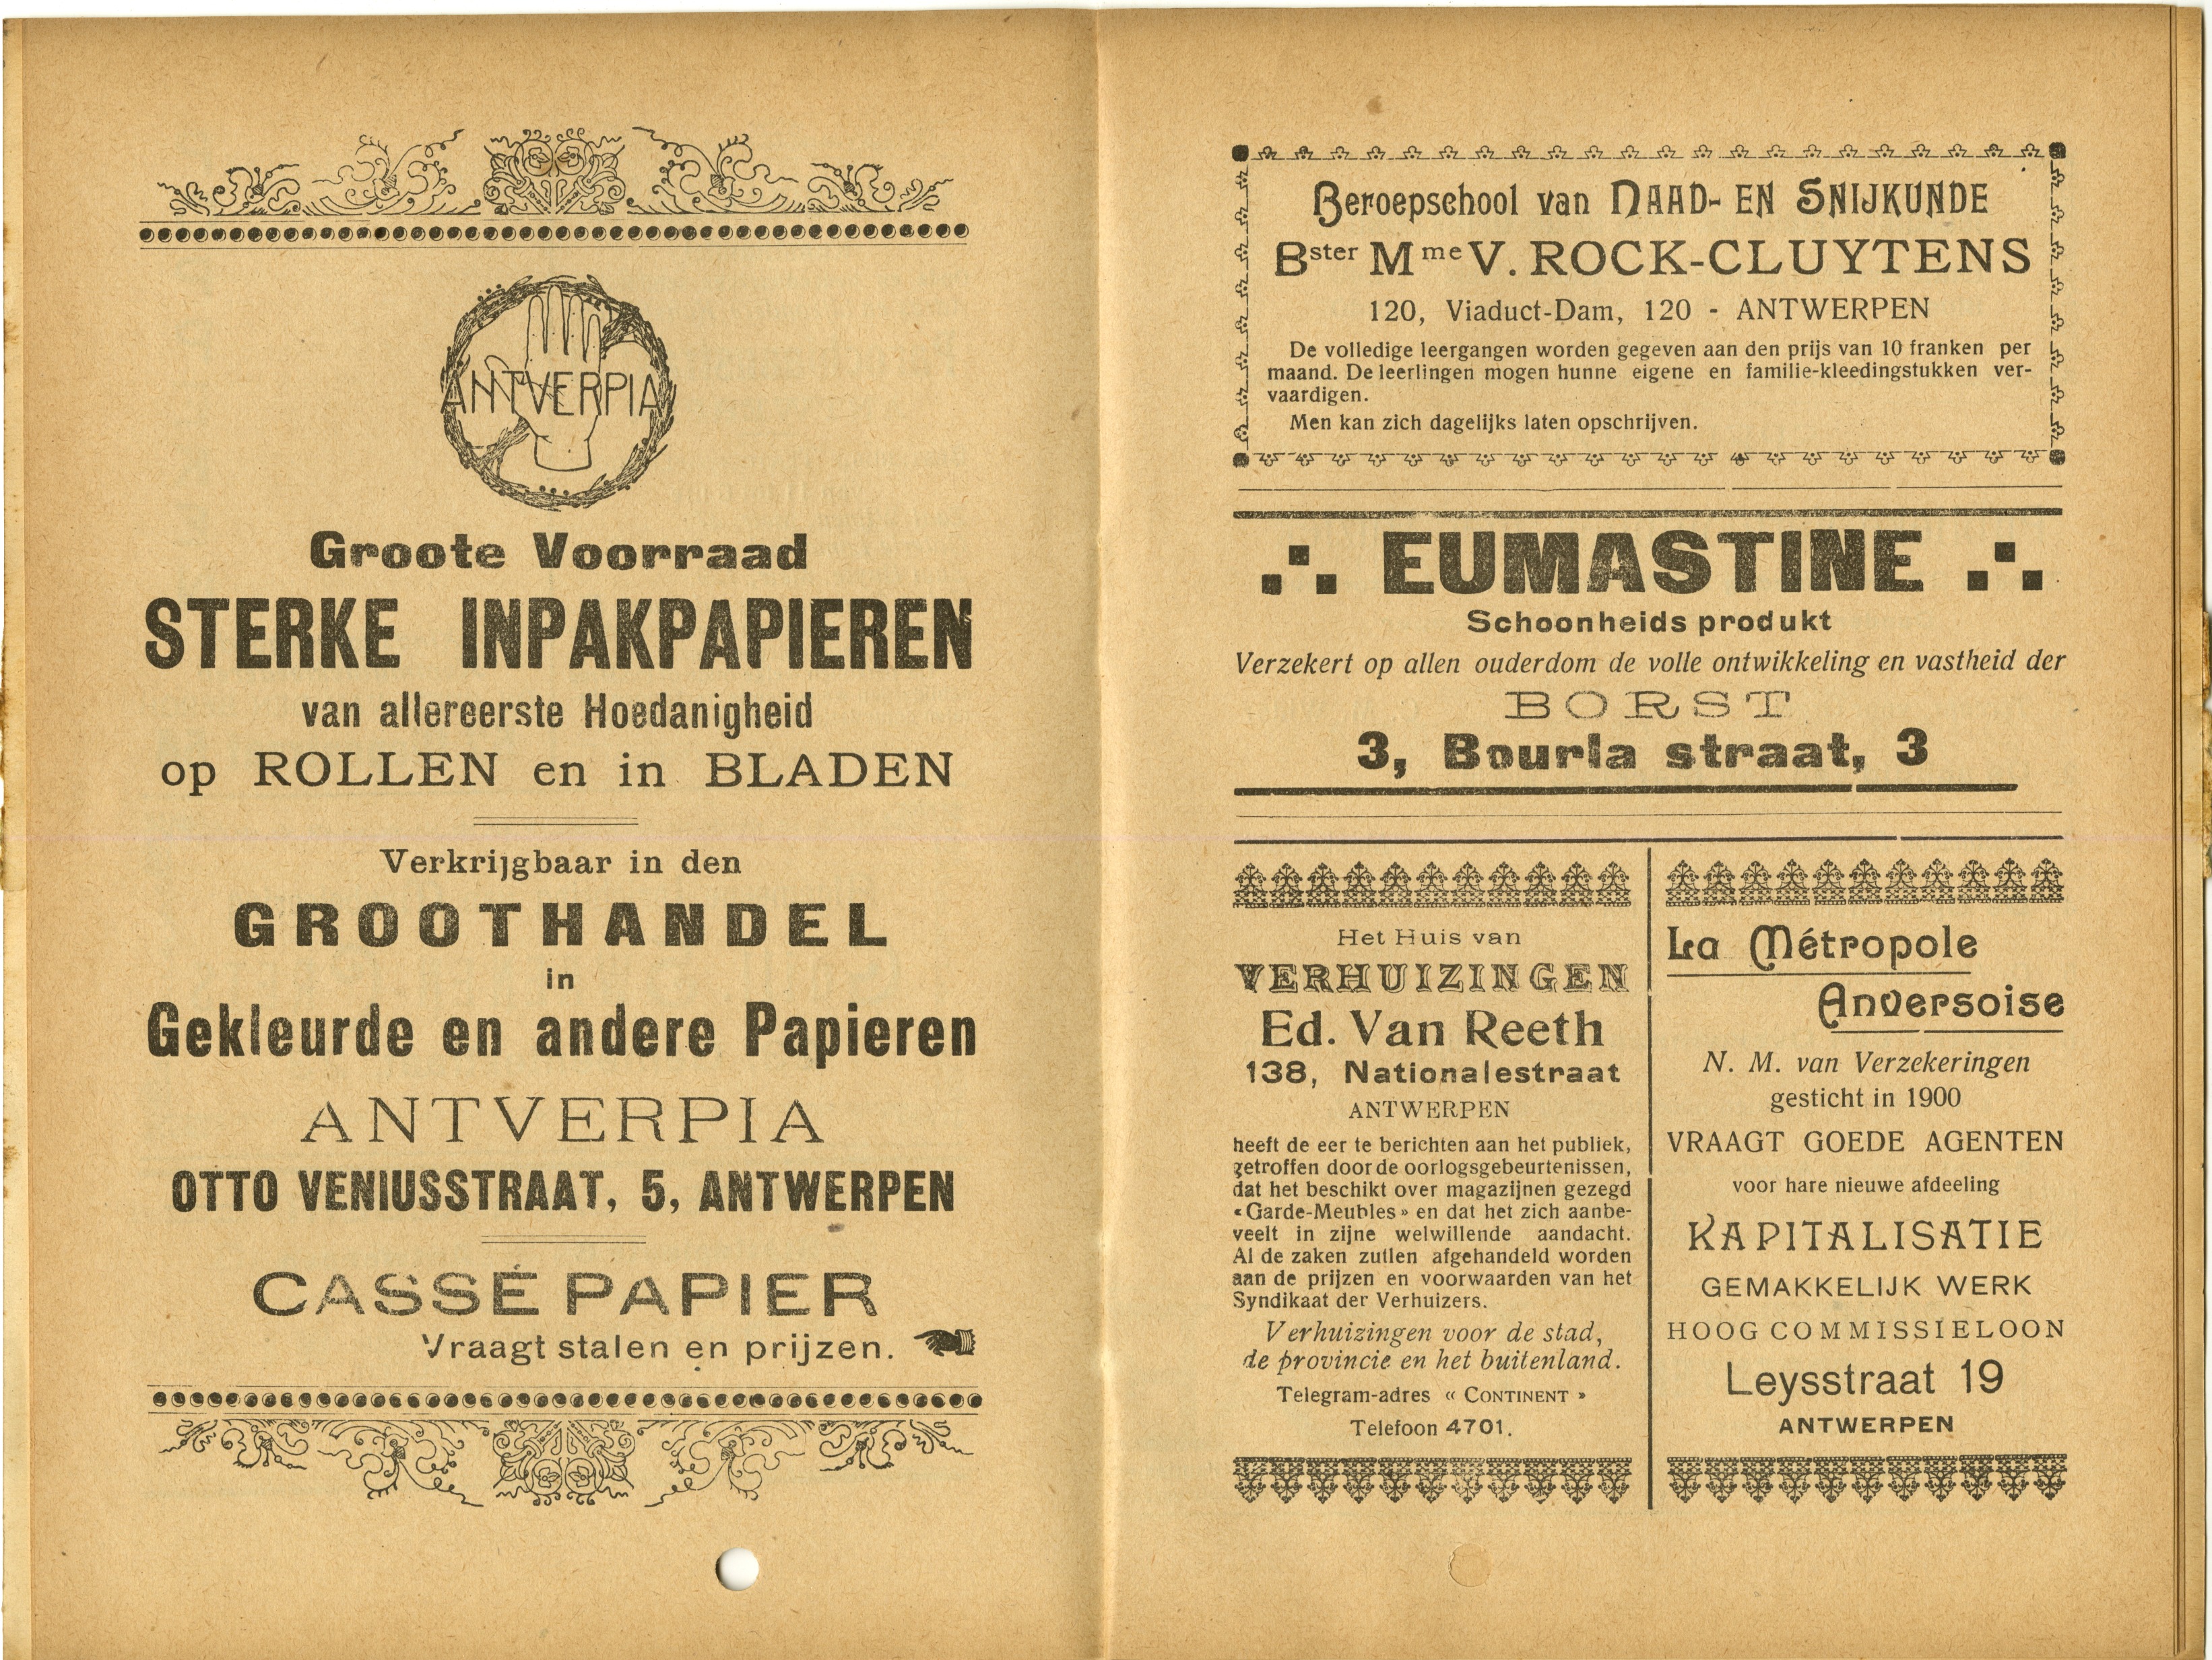 ANTVERPIA
Groote Voorraad
STERKE INPAKPAPIEREN
van allereerste Hoedanigheid
op ROLLEN en in BLADEN
Verkrijgbaar in den
GROOTHANDEL
in
Gekleurde en andere Papieren
ANTVERPIA
OTTO VENIUSSTRAAT, 5, ANTWERPEN
CASSÉ PAPIER
Vraagt stalen en prijzen.
Beroepschool van NAAD- EN SNIJKUNDE
Bster Mme V. ROCK-CLUYTENS
120, Viaduct-Dam, 120 - ANTWERPEN
De volledige leergangen worden gegeven aan den prijs van 10 franken per
maand. De leerlingen mogen hunne eigene en familie-kleedingstukken ver-
vaardigen.
Men kan zich dagelijks laten opschrijven.
EUMASTINE
Schoonheids produkt
Verzekert op allen ouderdom de volle ontwikkeling en vastheid der
BORST
3, Bourla straat, 3
Het Huis van
VERHUIZINGEN
Ed. Van Reeth
138, Nationalestraat
ANTWERPEN
heeft de eer te berichten aan het publiek,
getroffen door de oorlogsgebeurtenissen,
dat het beschikt over magazijnen gezegd
« Garde-Meubles » en dat het zich aanbe-
veelt in zijne welwillende aandacht.
Al de zaken zutlen afgehandeld worden
aan de prijzen en voorwaarden van het
Syndikaat der Verhuizers.
Verhuizingen voor de stad,
de provincie en het buitenland.
Telegram-adres « CONTINENT »
Telefoon 4701.
La Métropole
Anversoise
N. M. van Verzekeringen
gesticht in 1900
VRAAGT GOEDE AGENTEN
voor hare nieuwe afdeeling
KAPITALISATIE
GEMAKKELIJK WERK
HOOG COMMISSIELOON
Leysstraat 19
ANTWERPEN